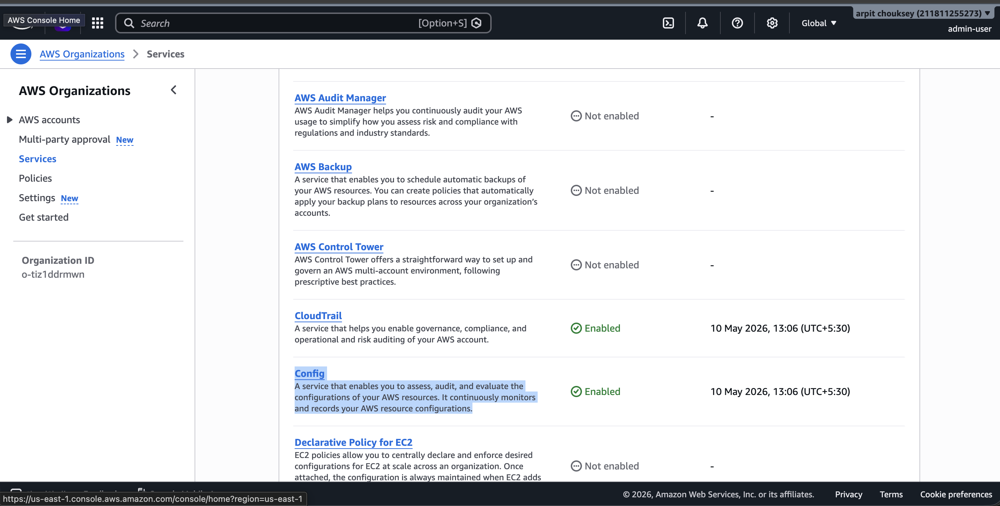 AWS Console Home
Search
[Option+S]
Global
arpit chouksey (211811255273)
admin-user
AWS Organizations
Services
AWS Organizations
AWS accounts
Multi-party approval New
Services
Policies
Settings New
Get started
Organization ID
o-tiz1ddrmwn
AWS Audit Manager
AWS Audit Manager helps you continuously audit your AWS
usage to simplify how you assess risk and compliance with
regulations and industry standards.
Not enabled
-
AWS Backup
A service that enables you to schedule automatic backups of
your AWS resources. You can create policies that automatically
apply your backup plans to resources across your organization’s
accounts.
Not enabled
-
AWS Control Tower
AWS Control Tower offers a straightforward way to set up and
govern an AWS multi-account environment, following
prescriptive best practices.
Not enabled
-
CloudTrail
A service that helps you enable governance, compliance, and
operational and risk auditing of your AWS account.
Enabled
10 May 2026, 13:06 (UTC+5:30)
Config
A service that enables you to assess, audit, and evaluate the
configurations of your AWS resources. It continuously monitors
and records your AWS resource configurations.
Enabled
10 May 2026, 13:06 (UTC+5:30)
Declarative Policy for EC2
EC2 policies allow you to centrally declare and enforce desired
configurations for EC2 at scale across an organization. Once
attached, the configuration is always maintained when EC2 adds
Not enabled
-
https://us-east-1.console.aws.amazon.com/console/home?region=us-east-1
© 2026, Amazon Web Services, Inc. or its affiliates.
Privacy
Terms
Cookie preferences